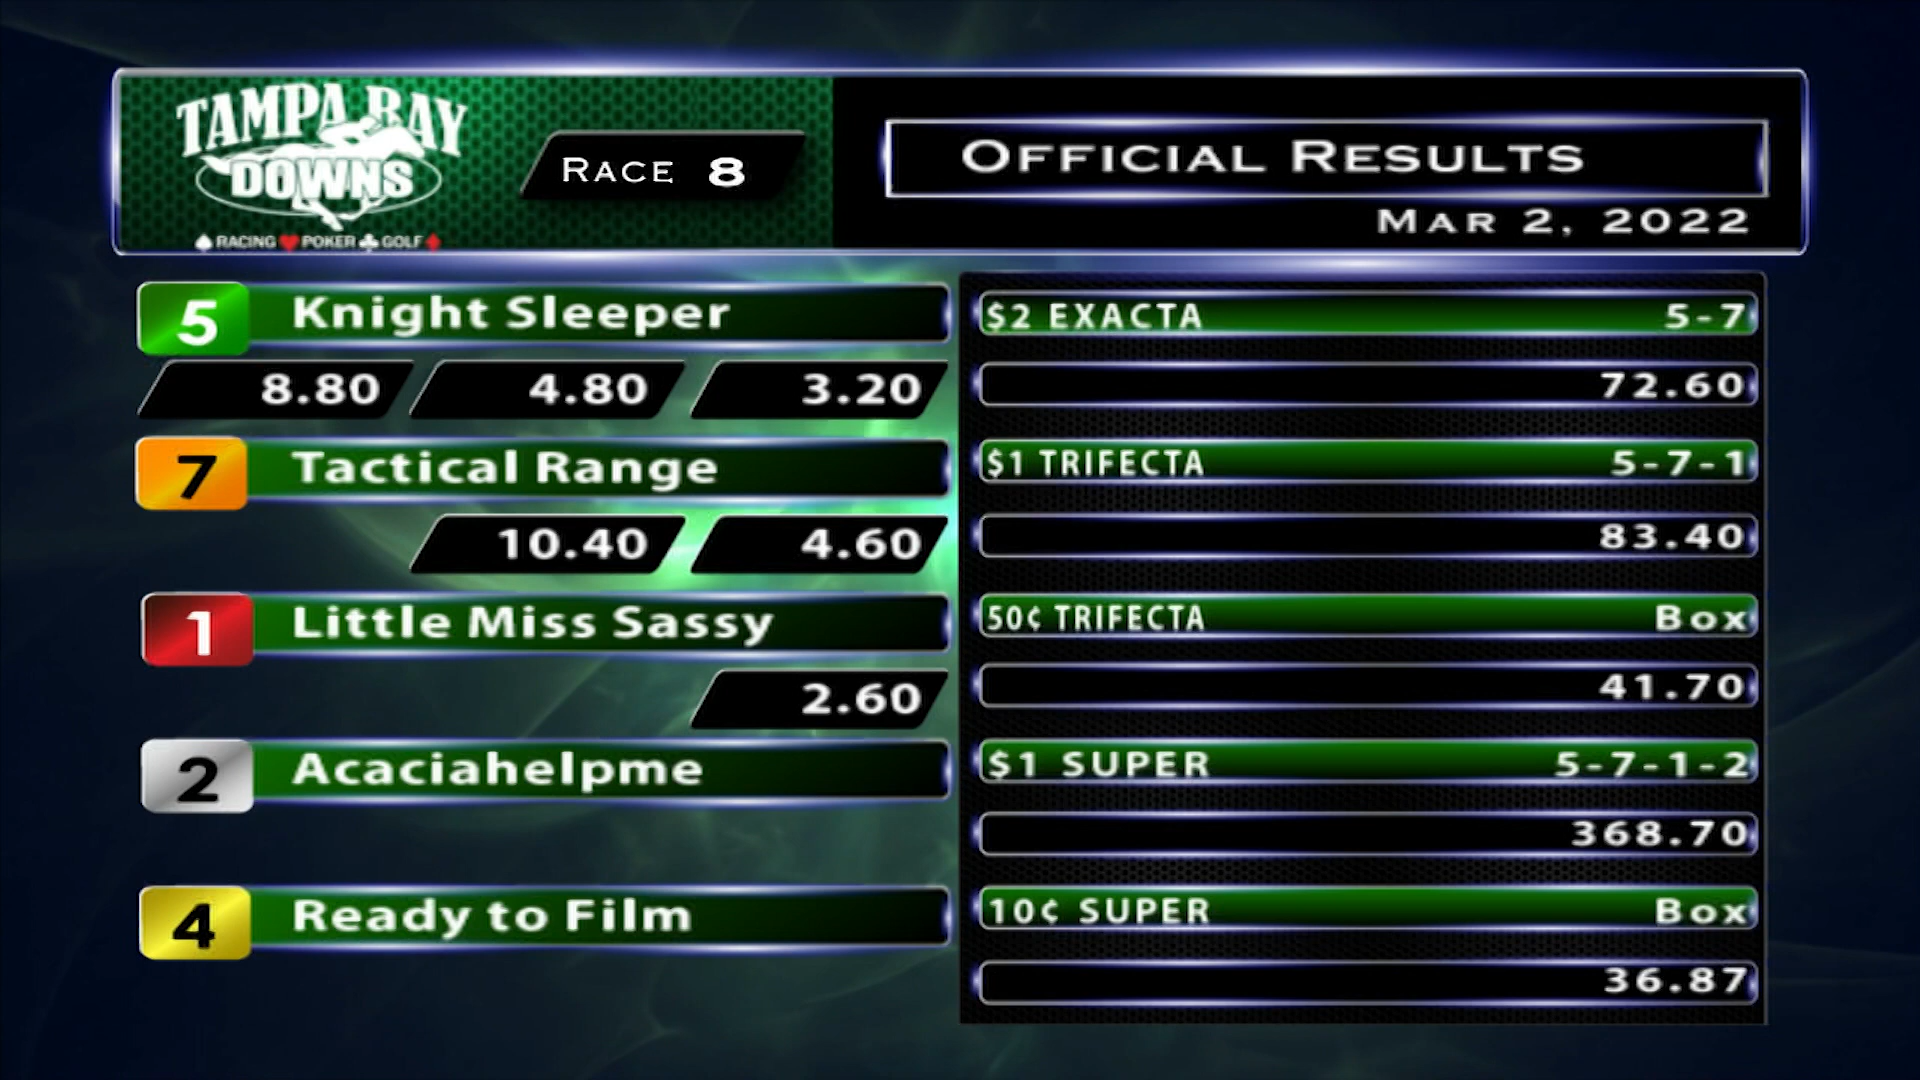 TAMPA BAY
DOWNS
RACING POKER GOLF
RACE 8
OFFICIAL RESULTS
MAR 2, 2022
5 Knight Sleeper
8.80 4.80 3.20
7 Tactical Range
10.40 4.60
1 Little Miss Sassy
2.60
2 Acaciahelpme
4 Ready to Film
$2 EXACTA 5-7
72.60
$1 TRIFECTA 5-7-1
83.40
50¢ TRIFECTA Box
41.70
$1 SUPER 5-7-1-2
368.70
10¢ SUPER Box
36.87